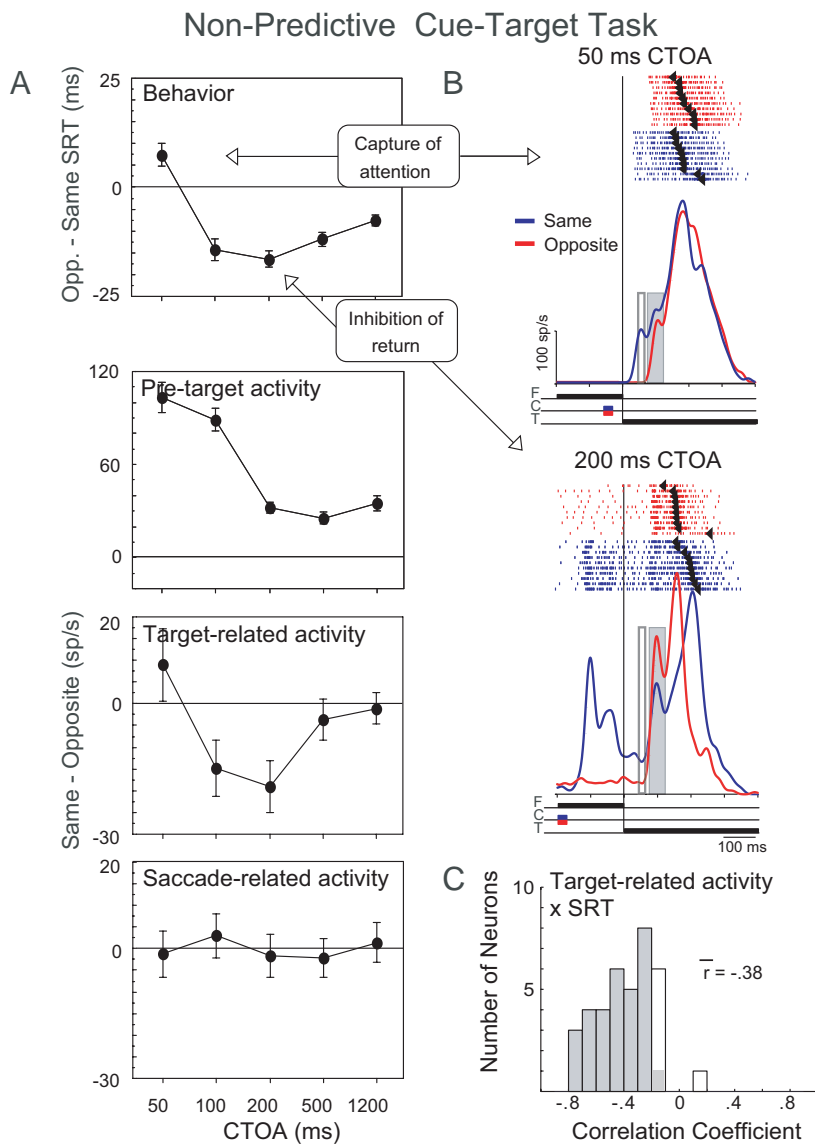 Non-Predictive Cue-Target Task
A
25
0
-25
Opp. - Same SRT (ms)
Behavior
Capture of
attention
Inhibition of
return
120
60
0
Pre-target activity
20
0
-30
Same - Opposite (sp/s)
Target-related activity
20
0
-30
Saccade-related activity
50 100 200 500 1200
CTOA (ms)
B
50 ms CTOA
Same
Opposite
100 sp/s
F
C
T
200 ms CTOA
F
C
T
100 ms
C
Target-related activity
x SRT
r = -.38
10
5
Number of Neurons
-.8 -.4 0 .4 .8
Correlation Coefficient